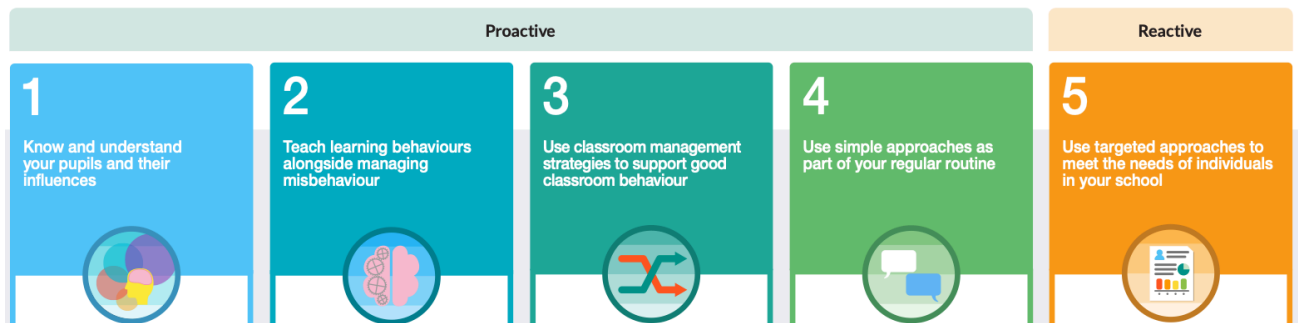 Proactive
Reactive
1
Know and understand
your pupils and their
influences
2
Teach learning behaviours
alongside managing
misbehaviour
3
Use classroom management
strategies to support good
classroom behaviour
4
Use simple approaches as
part of your regular routine
5
Use targeted approaches to
meet the needs of individuals
in your school